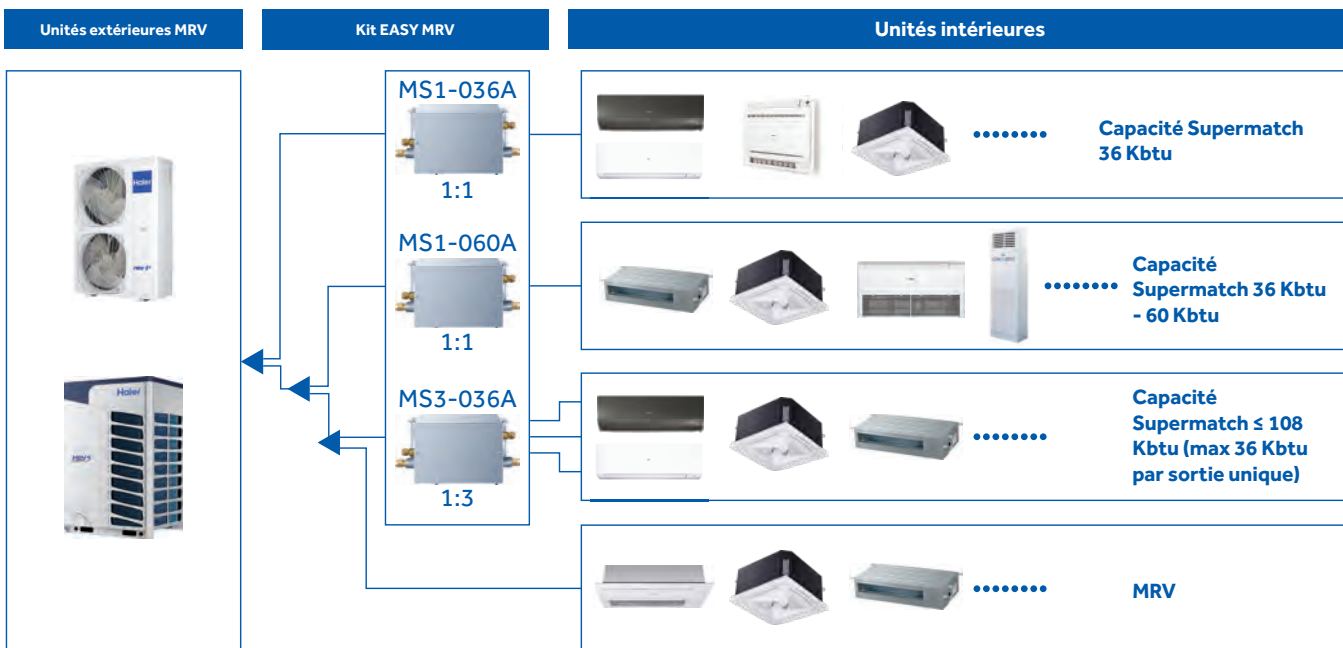 Unités extérieures MRV
Kit EASY MRV
Unités intérieures
MS1-036A
1:1
Capacité Supermatch
36 Kbtu
MS1-060A
1:1
Capacité
Supermatch 36 Kbtu
- 60 Kbtu
MS3-036A
1:3
Capacité
Supermatch ≤ 108
Kbtu (max 36 Kbtu
par sortie unique)
MRV
Haier
Haier